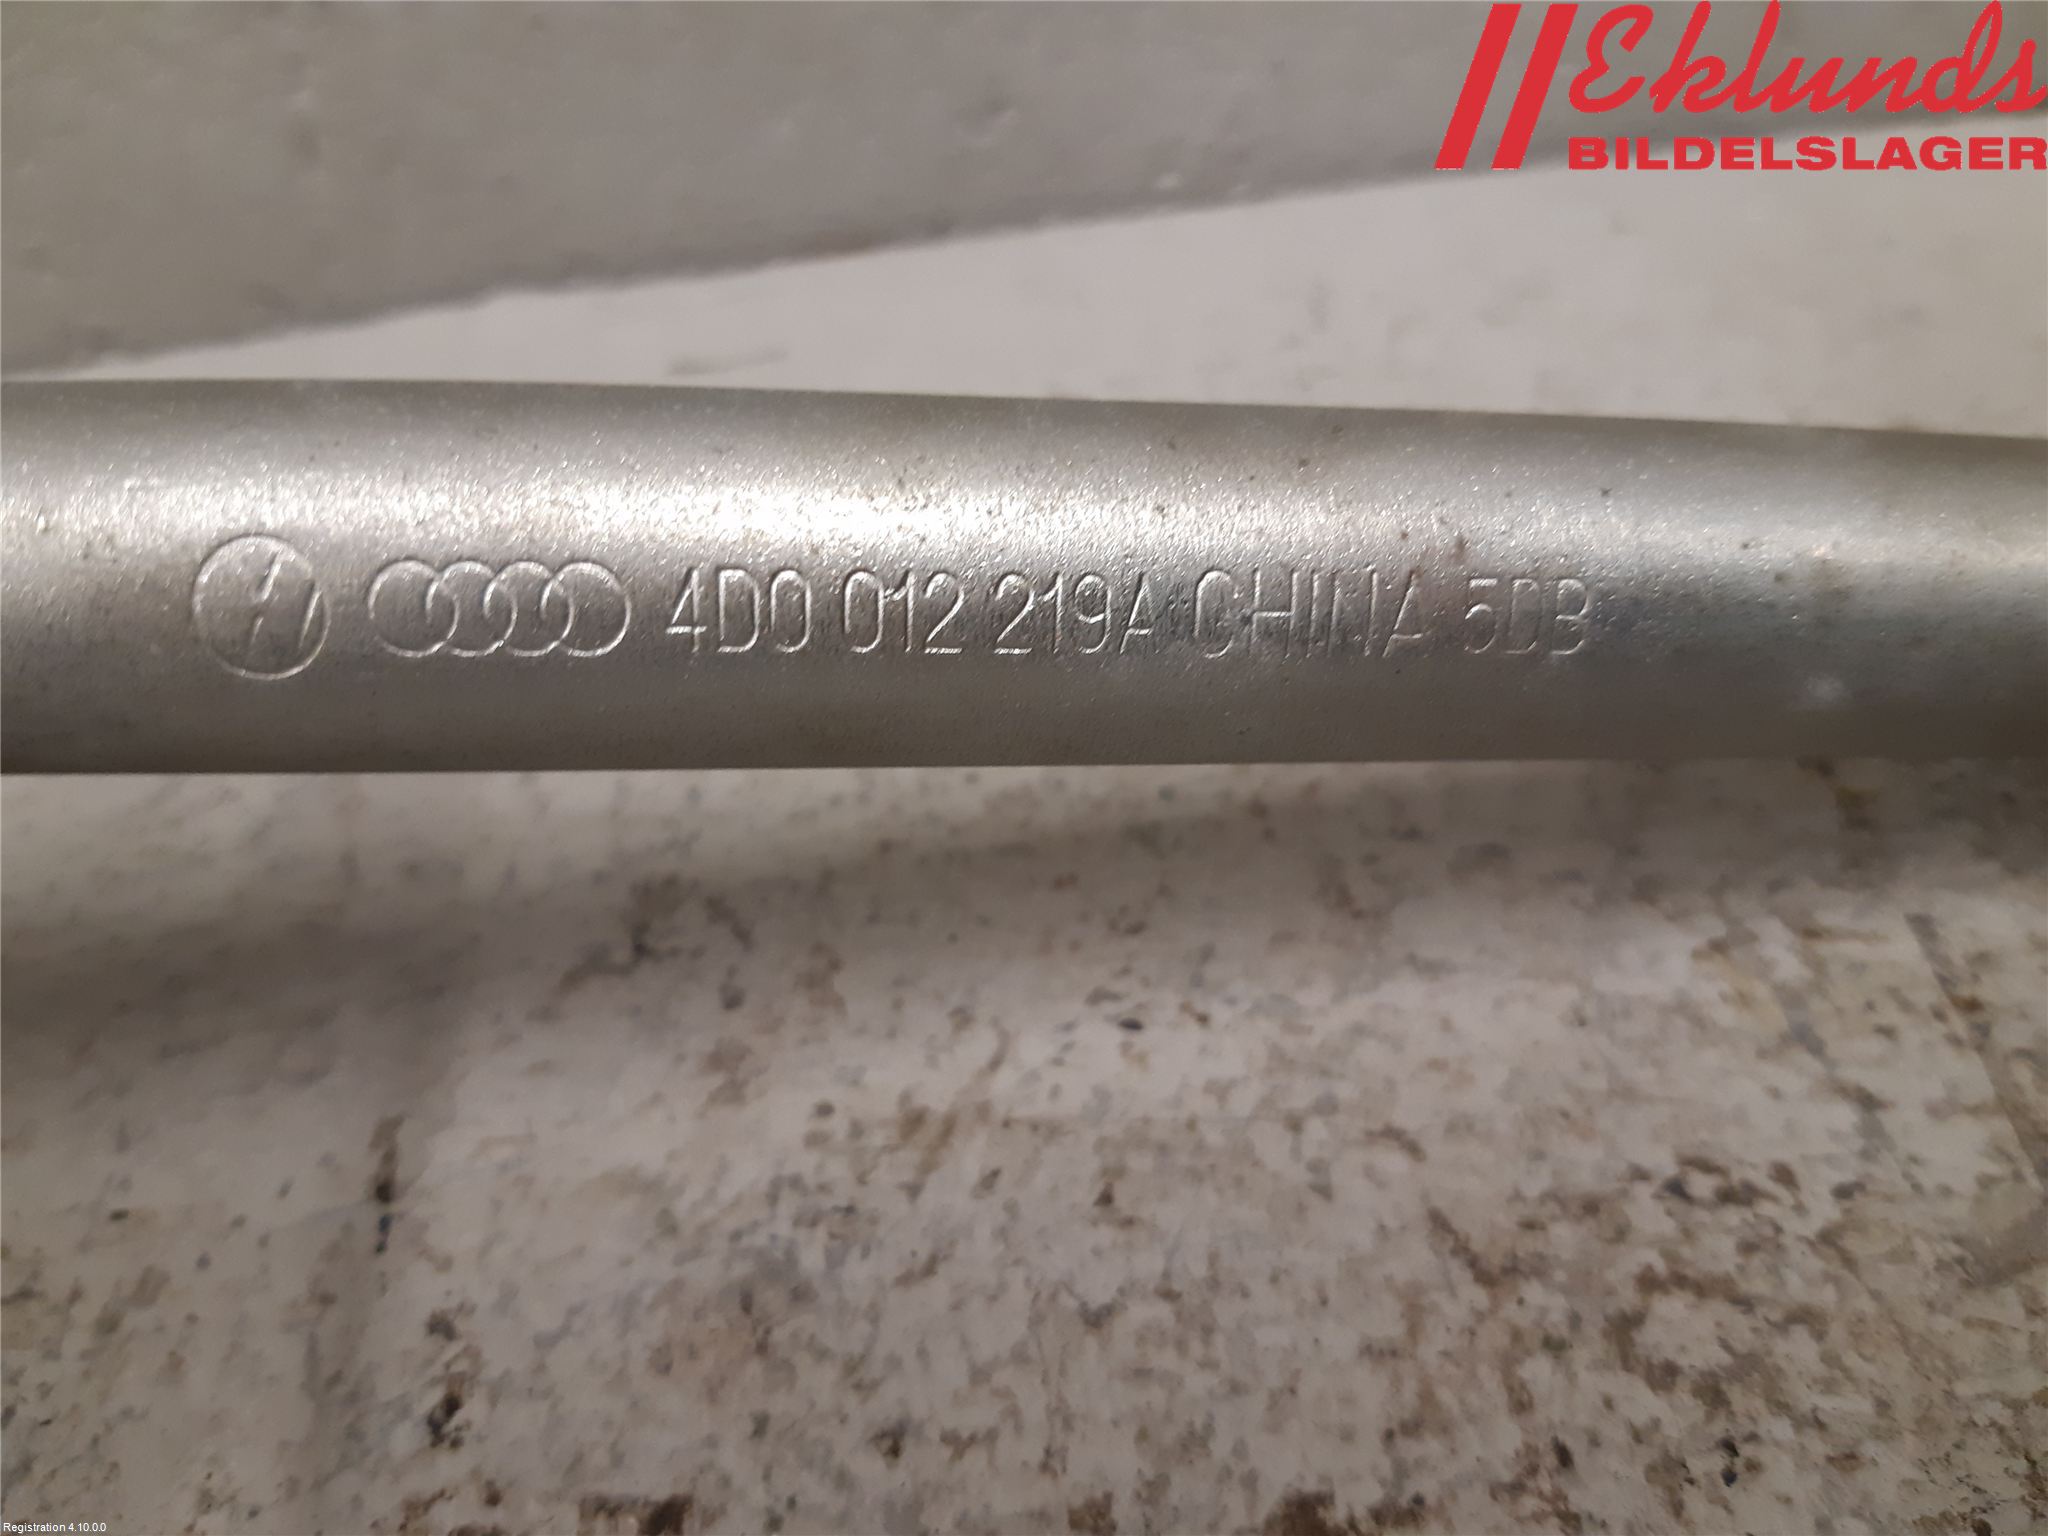 Eklunds
BILDELSLAGER
4D0 012 219A CHINA 5DB
Registration 4.10.0.0